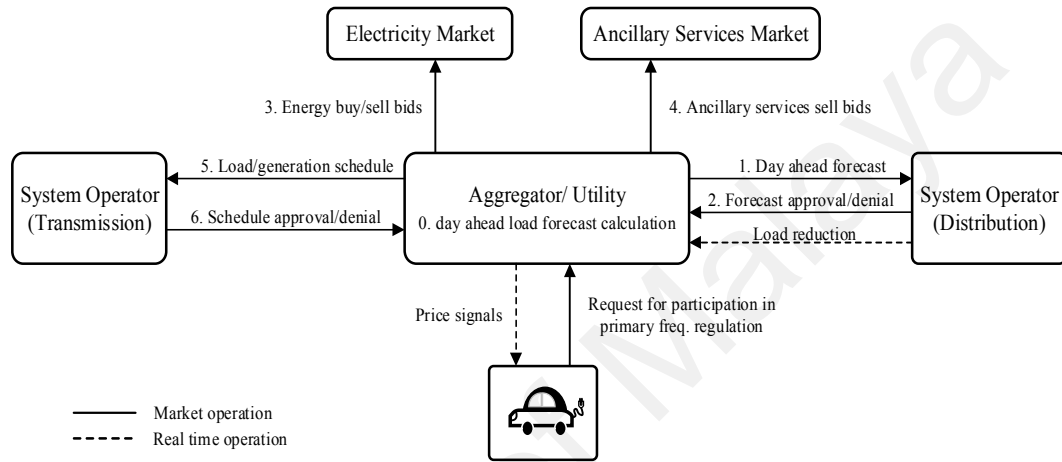 Electricity Market
Ancillary Services Market
3. Energy buy/sell bids
4. Ancillary services sell bids
System Operator
(Transmission)
5. Load/generation schedule
6. Schedule approval/denial
Aggregator/ Utility
0. day ahead load forecast calculation
1. Day ahead forecast
2. Forecast approval/denial
Load reduction
System Operator
(Distribution)
Price signals
Request for participation in
primary freq. regulation
Market operation
Real time operation
Malaya